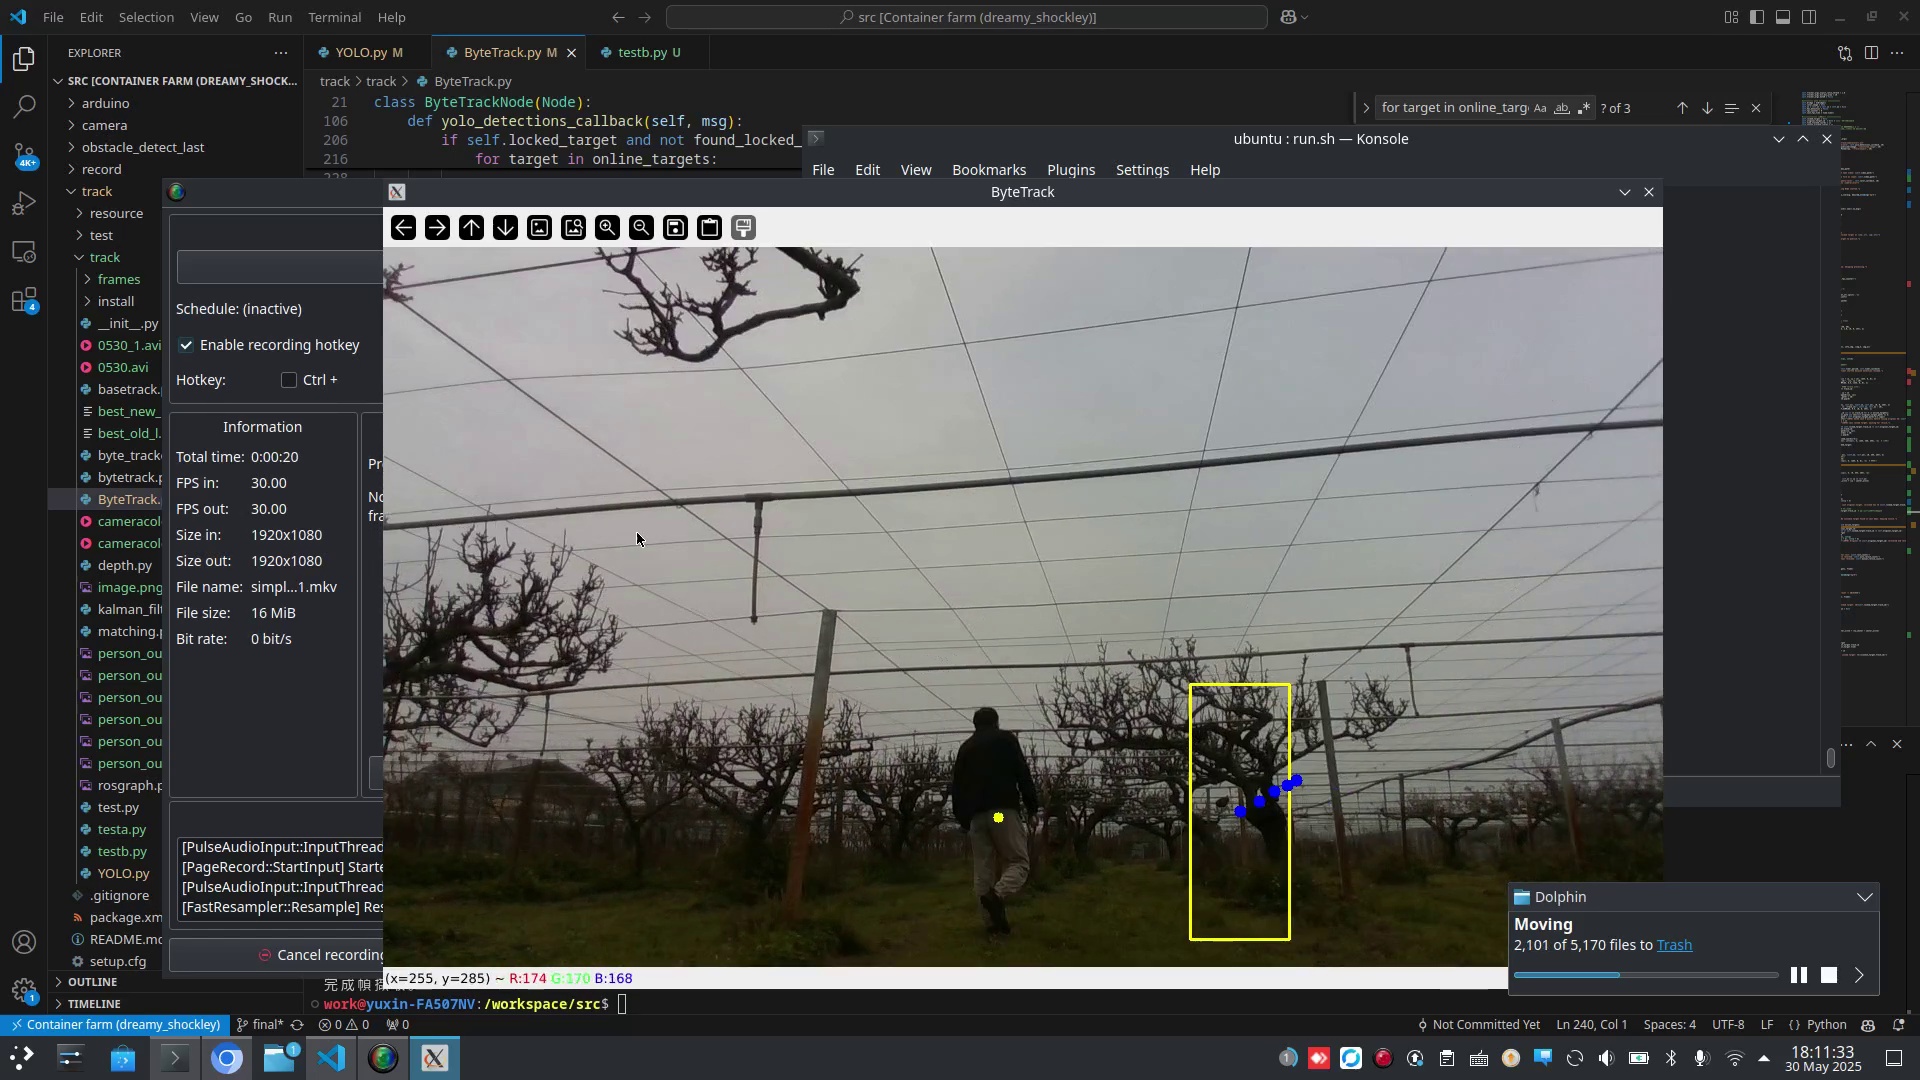 File Edit Selection View Go Run Terminal Help
src [Container farm (dreamy_shockley)]
EXPLORER
YOLO.py M
ByteTrack.py M
testb.py U
SRC [CONTAINER FARM (DREAMY_SHOCK...
track > track > ByteTrack.py
arduino
camera
obstacle_detect_last
record
track
resource
test
track
frames
install
__init__.py
0530_1.avi
0530.avi
basetrack.
best_new_
best_old_l.
byte_track
bytetrack.p
ByteTrack.
cameracol
cameracol
depth.py
image.png
kalman_fil
matching.p
person_ou
person_ou
person_ou
person_ou
person_ou
person_ou
rosgraph.p
test.py
testa.py
testb.py
YOLO.py
.gitignore
package.xm
README.md
setup.cfg
OUTLINE
TIMELINE
21 class ByteTrackNode(Node):
106 def yolo_detections_callback(self, msg):
206 if self.locked_target and not found_locked_
216 for target in online_targets:
228
for target in online_targ
Aa ab ? of 3
ubuntu : run.sh — Konsole
File Edit View Bookmarks Plugins Settings Help
ByteTrack
Schedule: (inactive)
Enable recording hotkey
Hotkey: Ctrl +
Information
Total time: 0:00:20
FPS in: 30.00
FPS out: 30.00
Size in: 1920x1080
Size out: 1920x1080
File name: simpl...1.mkv
File size: 16 MiB
Bit rate: 0 bit/s
Pr
No
fra
[PulseAudioInput::InputThread
[PageRecord::StartInput] Starte
[PulseAudioInput::InputThread
[FastResampler::Resample] Res
Cancel recording
(x=255, y=285) ~ R:174 G:170 B:168
work@yuxin-FA507NV:/workspace/src$
Dolphin
Moving
2,101 of 5,170 files to Trash
Container farm (dreamy_shockley) final* 0 0 0
Not Committed Yet Ln 240, Col 1 Spaces: 4 UTF-8 LF {} Python
4K+
4
1
1
1
18:11:33
30 May 2025